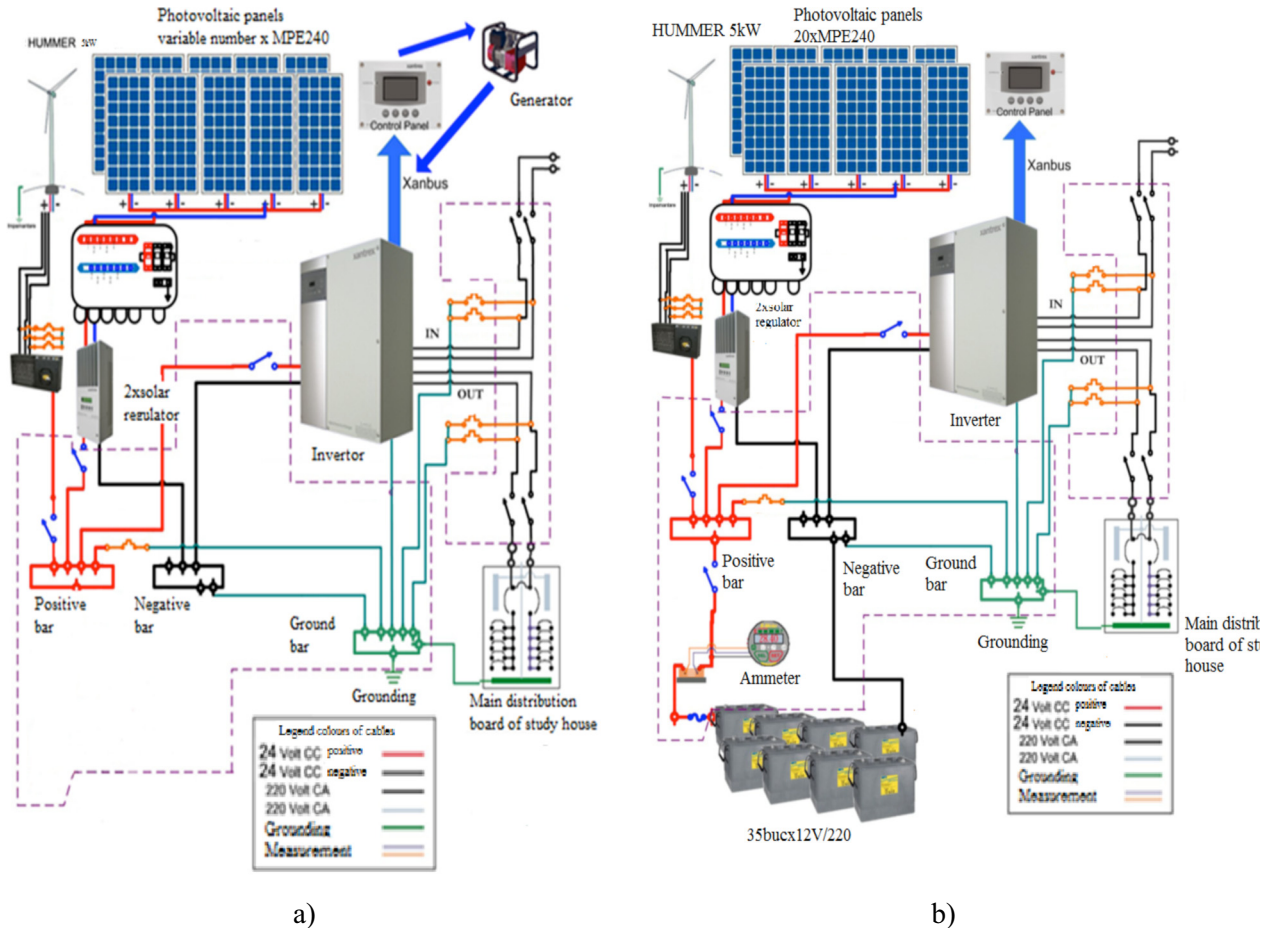 Photovoltaic panels
variable number x MPE240
HUMMER 5kW
Control Panel
Generator
Xanbus
Impamantare
+ - + - + - + - + -
+ -
xantrex
IN
2xsolar
regulator
OUT
Invertor
Positive
bar
Negative
bar
Ground
bar
Grounding
Main distribution
board of study house
Legend colours of cables
24 Volt CC positive
24 Volt CC negative
220 Volt CA
220 Volt CA
Grounding
Measurement
a)
Photovoltaic panels
20xMPE240
HUMMER 5kW
Control Panel
Xanbus
+ - + - + - + - + -
+ -
xantrex
2xsolar
regulator
IN
OUT
Inverter
Positive
bar
Negative
bar
Ground
bar
Grounding
Main distrib
board of st
house
Ammeter
Legend colours of cables
24 Volt CC positive
24 Volt CC negative
220 Volt CA
220 Volt CA
Grounding
Measurement
35bucx12V/220
b)